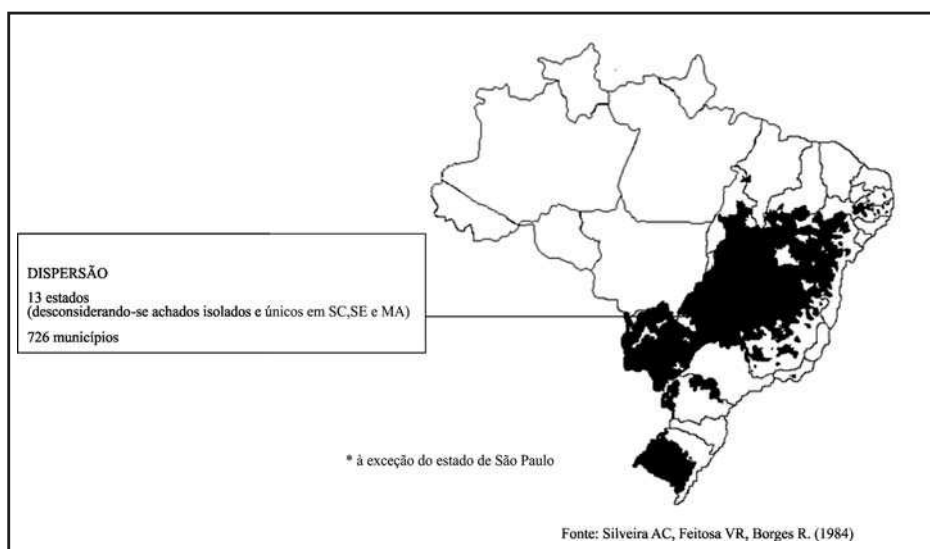 DISPERSÃO
13 estados
(desconsiderando-se achados isolados e únicos em SC,SE e MA)
726 municípios
* à exceção do estado de São Paulo
Fonte: Silveira AC, Feitosa VR, Borges R. (1984)